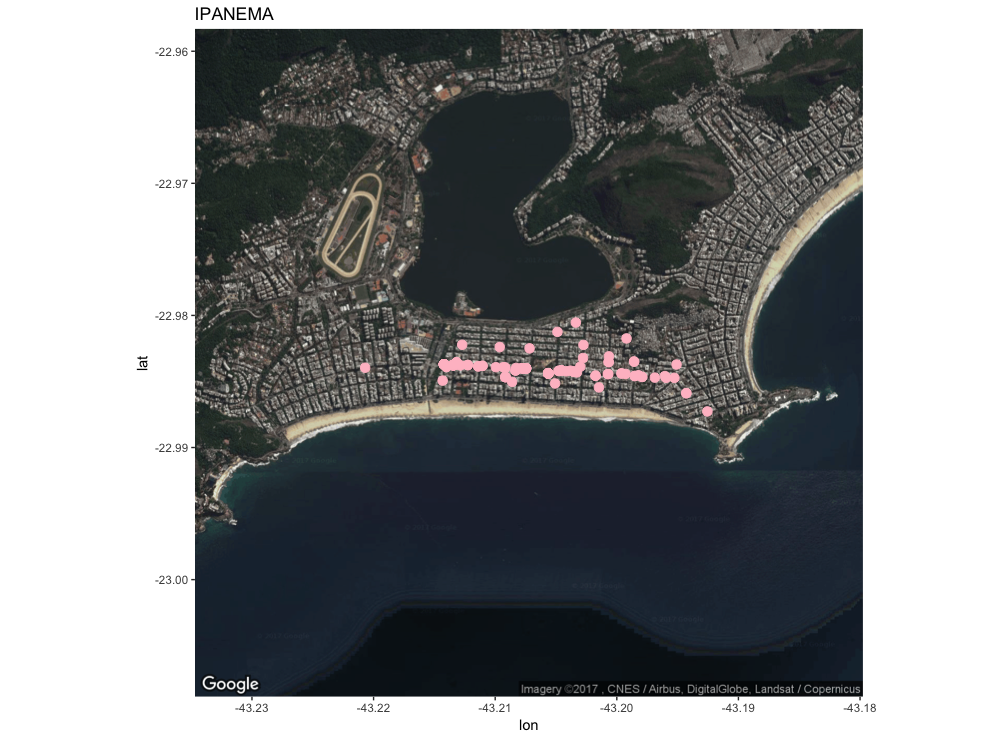 IPANEMA
-22.96
-22.97
-22.98
-22.99
-23.00
lat
Google
Imagery ©2017 , CNES / Airbus, DigitalGlobe, Landsat / Copernicus
-43.23
-43.22
-43.21
-43.20
-43.19
-43.18
lon